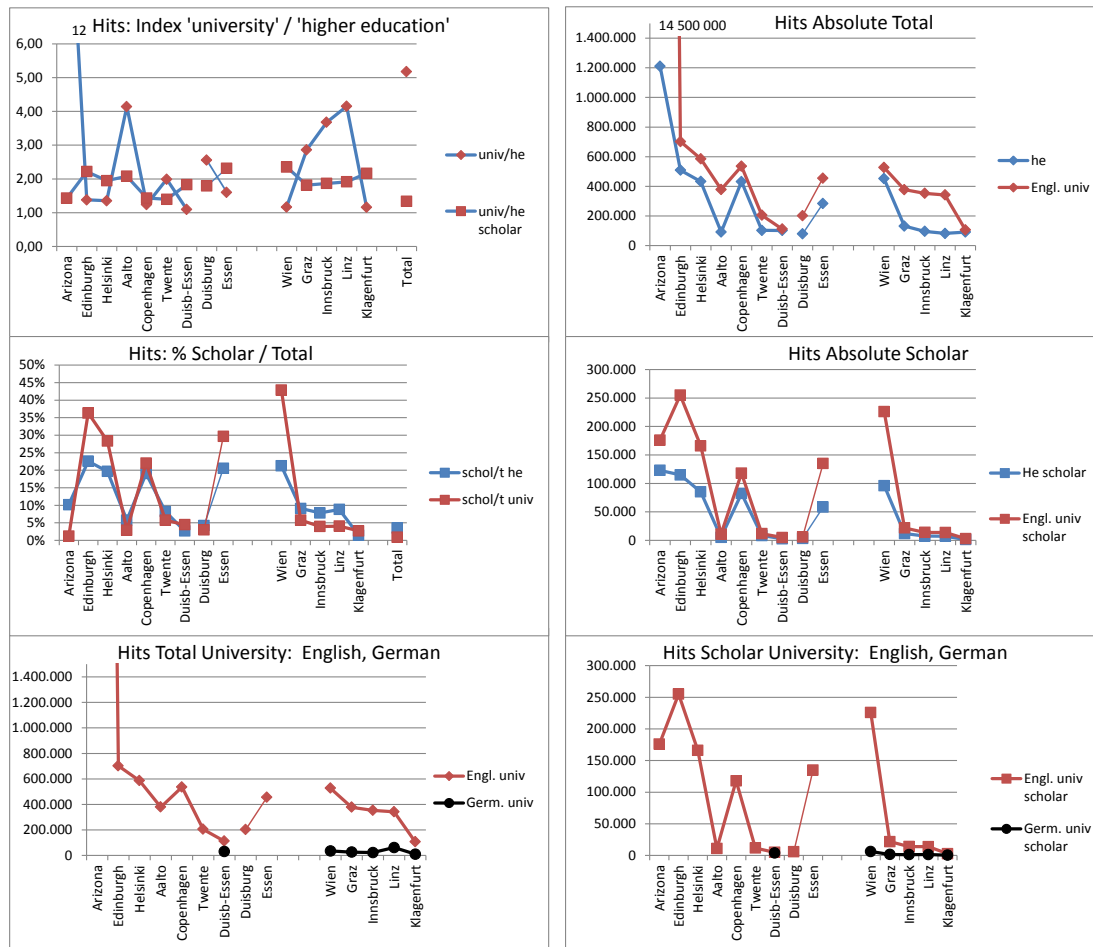 12 Hits: Index 'university' / 'higher education'
6,00
5,00
4,00
3,00
2,00
1,00
0,00
Arizona
Edinburgh
Helsinki
Aalto
Copenhagen
Twente
Duisb-Essen
Duisburg
Essen
Wien
Graz
Innsbruck
Linz
Klagenfurt
Total
univ/he
univ/he
scholar
Hits Absolute Total
14 500 000
1.400.000
1.200.000
1.000.000
800.000
600.000
400.000
200.000
0
Arizona
Edinburgh
Helsinki
Aalto
Copenhagen
Twente
Duisb-Essen
Duisburg
Essen
Wien
Graz
Innsbruck
Linz
Klagenfurt
he
Engl. univ
Hits: % Scholar / Total
50%
45%
40%
35%
30%
25%
20%
15%
10%
5%
0%
Arizona
Edinburgh
Helsinki
Aalto
Copenhagen
Twente
Duisb-Essen
Duisburg
Essen
Wien
Graz
Innsbruck
Linz
Klagenfurt
Total
schol/t he
schol/t univ
Hits Absolute Scholar
300.000
250.000
200.000
150.000
100.000
50.000
0
Arizona
Edinburgh
Helsinki
Aalto
Copenhagen
Twente
Duisb-Essen
Duisburg
Essen
Wien
Graz
Innsbruck
Linz
Klagenfurt
He scholar
Engl. univ
scholar
Hits Total University: English, German
1.400.000
1.200.000
1.000.000
800.000
600.000
400.000
200.000
0
Arizona
Edinburgh
Helsinki
Aalto
Copenhagen
Twente
Duisb-Essen
Duisburg
Essen
Wien
Graz
Innsbruck
Linz
Klagenfurt
Engl. univ
Germ. univ
Hits Scholar University: English, German
300.000
250.000
200.000
150.000
100.000
50.000
0
Arizona
Edinburgh
Helsinki
Aalto
Copenhagen
Twente
Duisb-Essen
Duisburg
Essen
Wien
Graz
Innsbruck
Linz
Klagenfurt
Engl. univ
scholar
Germ. univ
scholar